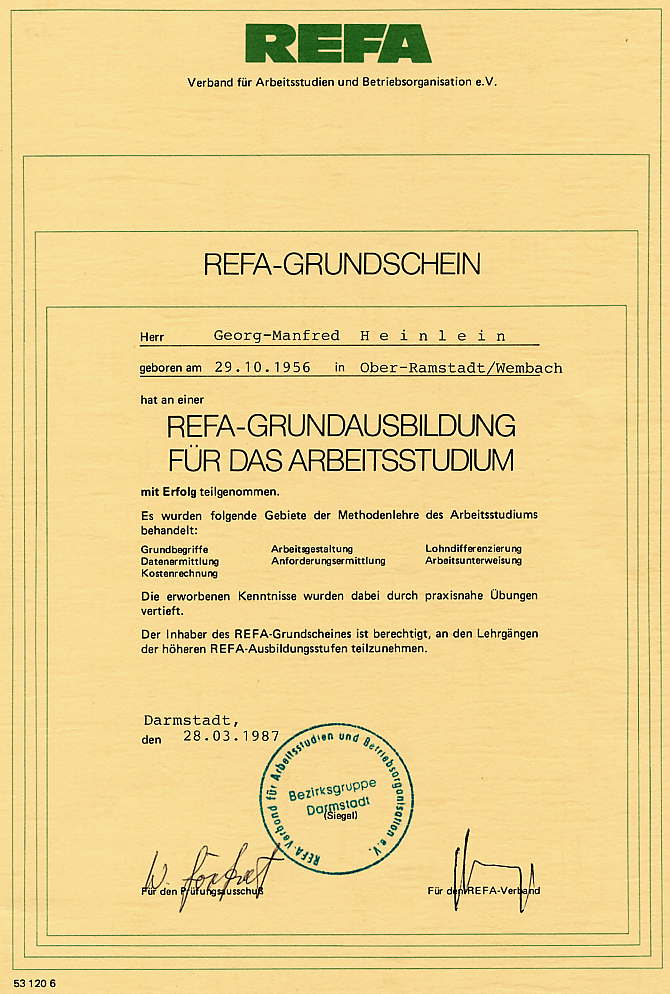 REFA
Verband für Arbeitsstudien und Betriebsorganisation e.V.
REFA-GRUNDSCHEIN
Herr Georg-Manfred H e i n l e i n
geboren am 29.10.1956 in Ober-Ramstadt/Wembach
hat an einer
REFA-GRUNDAUSBILDUNG
FÜR DAS ARBEITSSTUDIUM
mit Erfolg teilgenommen.
Es wurden folgende Gebiete der Methodenlehre des Arbeitsstudiums
behandelt:
Grundbegriffe Arbeitsgestaltung Lohndifferenzierung
Datenermittlung Anforderungsermittlung Arbeitsunterweisung
Kostenrechnung
Die erworbenen Kenntnisse wurden dabei durch praxisnahe Übungen
vertieft.
Der Inhaber des REFA-Grundscheines ist berechtigt, an den Lehrgängen
der höheren REFA-Ausbildungsstufen teilzunehmen.
Darmstadt,
den 28.03.1987
REFA-Verband für Arbeitsstudien und Betriebsorganisation e.V.
Bezirksgruppe
Darmstadt
(Siegel)
W.
Für den Prüfungsausschuß Für den REFA-Verband
53 120 6